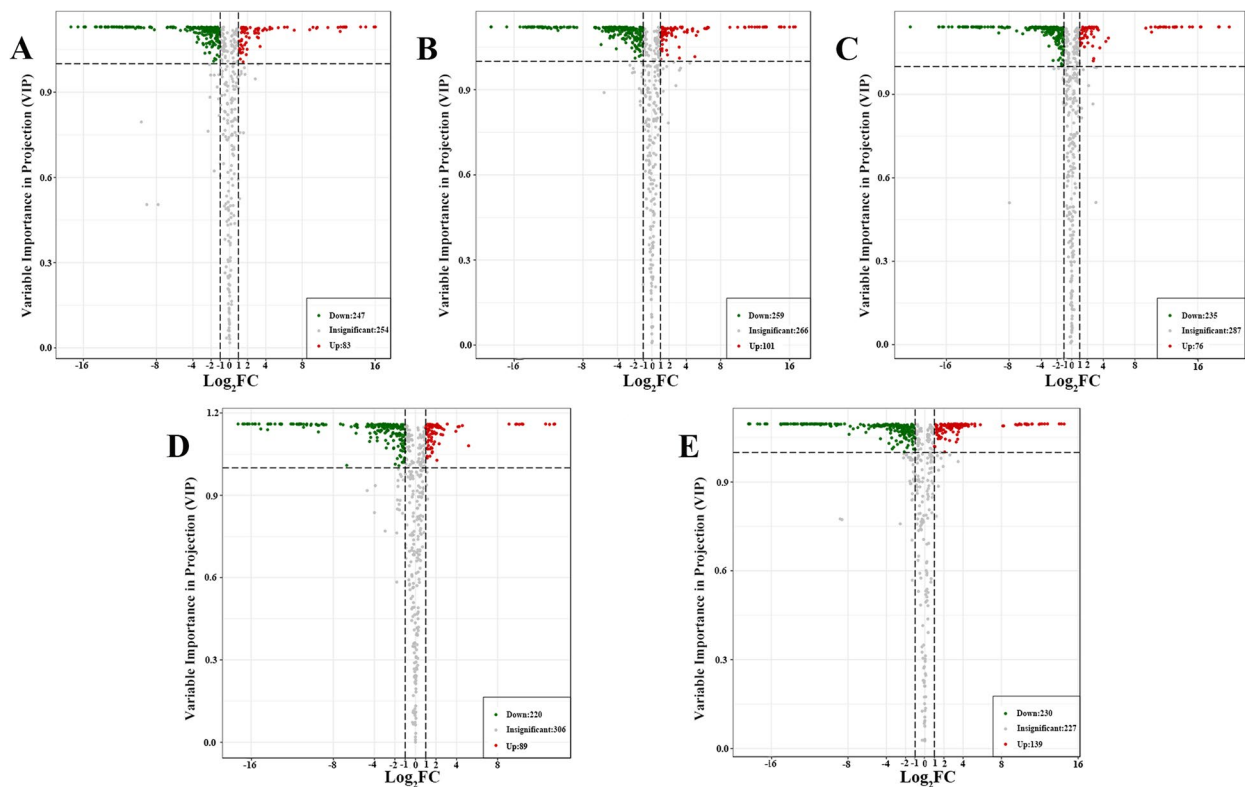 A
Variable Importance in Projection (VIP)
0.9
0.6
0.3
0.0
-16 -8 -4 -2 -1 0 1 2 4 8 16
Log2FC
Down:247
Insignificant:254
Up:83
B
Variable Importance in Projection (VIP)
0.9
0.6
0.3
0.0
-16 -8 -4 -2 -1 0 1 2 4 8 16
Log2FC
Down:259
Insignificant:266
Up:101
C
Variable Importance in Projection (VIP)
0.9
0.6
0.3
0.0
-16 -8 -4 -2 -1 0 1 2 4 8 16
Log2FC
Down:235
Insignificant:287
Up:76
D
Variable Importance in Projection (VIP)
1.2
0.9
0.6
0.3
0.0
-16 -8 -4 -2 -1 0 1 2 4 8
Log2FC
Down:220
Insignificant:306
Up:89
E
Variable Importance in Projection (VIP)
0.9
0.6
0.3
0.0
-16 -8 -4 -2 -1 0 1 2 4 8 16
Log2FC
Down:230
Insignificant:227
Up:139